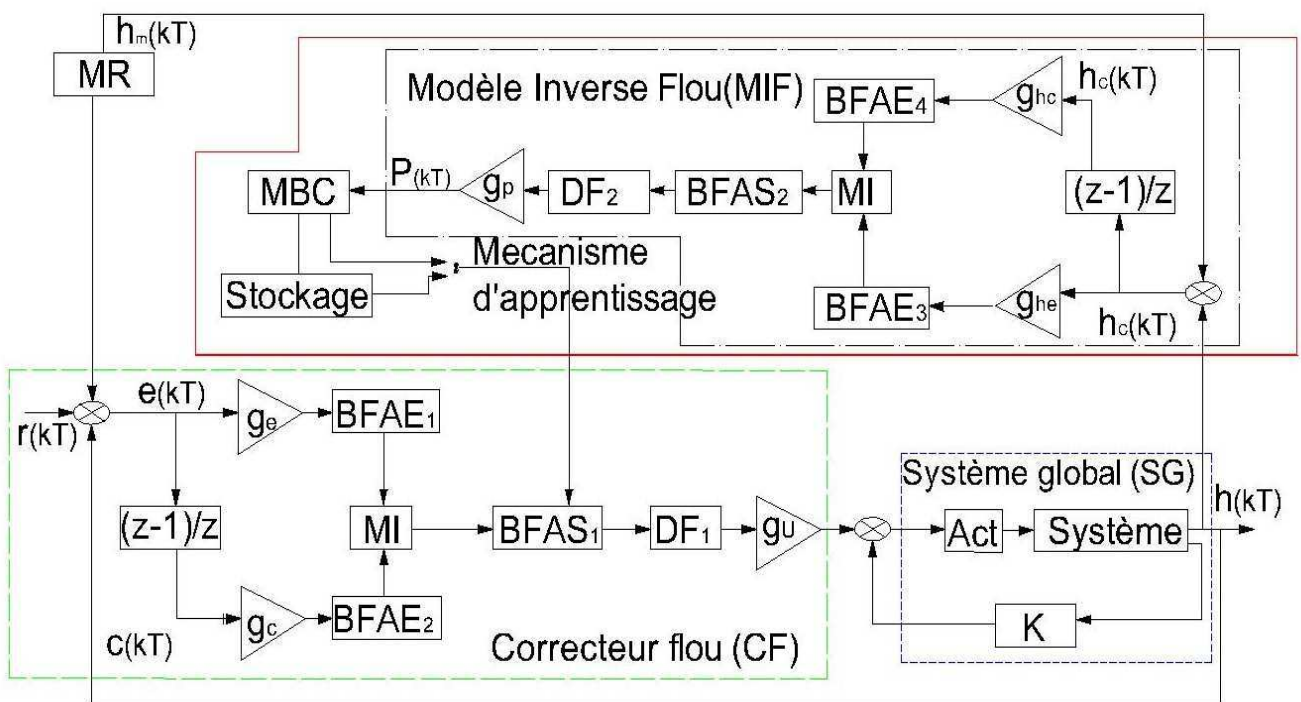 hm(kT)
MR
Modèle Inverse Flou(MIF)
BFAE4
ghc
hc(kT)
MBC
P(kT)
gp
DF2
BFAS2
MI
(z-1)/z
Stockage
Mecanisme
d'apprentissage
BFAE3
ghe
hc(kT)
r(kT)
e(kT)
ge
BFAE1
(z-1)/z
MI
BFAS1
DF1
gU
c(kT)
gc
BFAE2
Correcteur flou (CF)
Système global (SG)
h(kT)
Act
Système
K